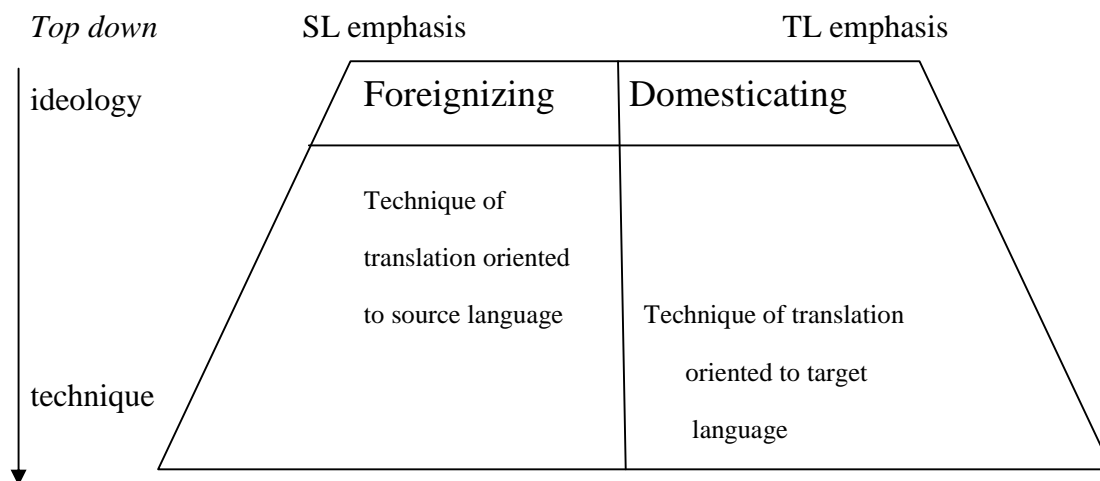 Top down SL emphasis TL emphasis
ideology Foreignizing Domesticating
Technique of
translation oriented
to source language
Technique of translation
oriented to target
language
technique